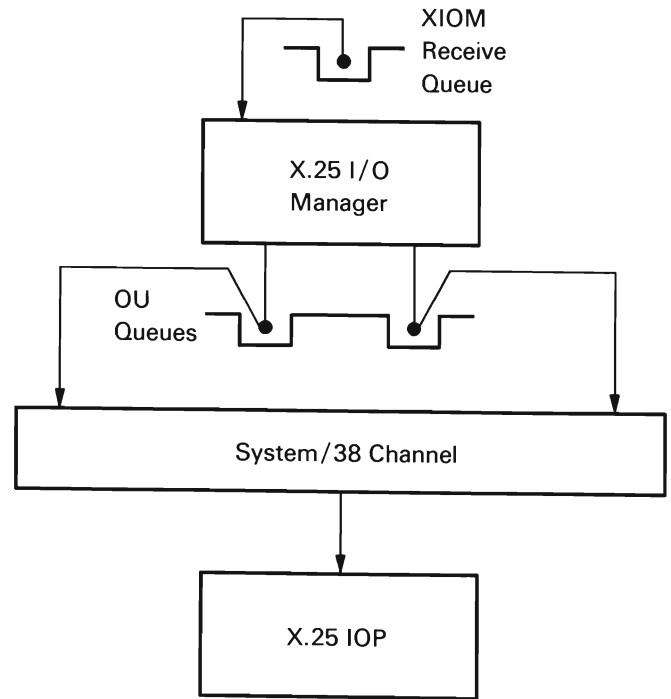 XIOM
Receive
Queue
X.25 I/O
Manager
OU
Queues
System/38 Channel
X.25 IOP